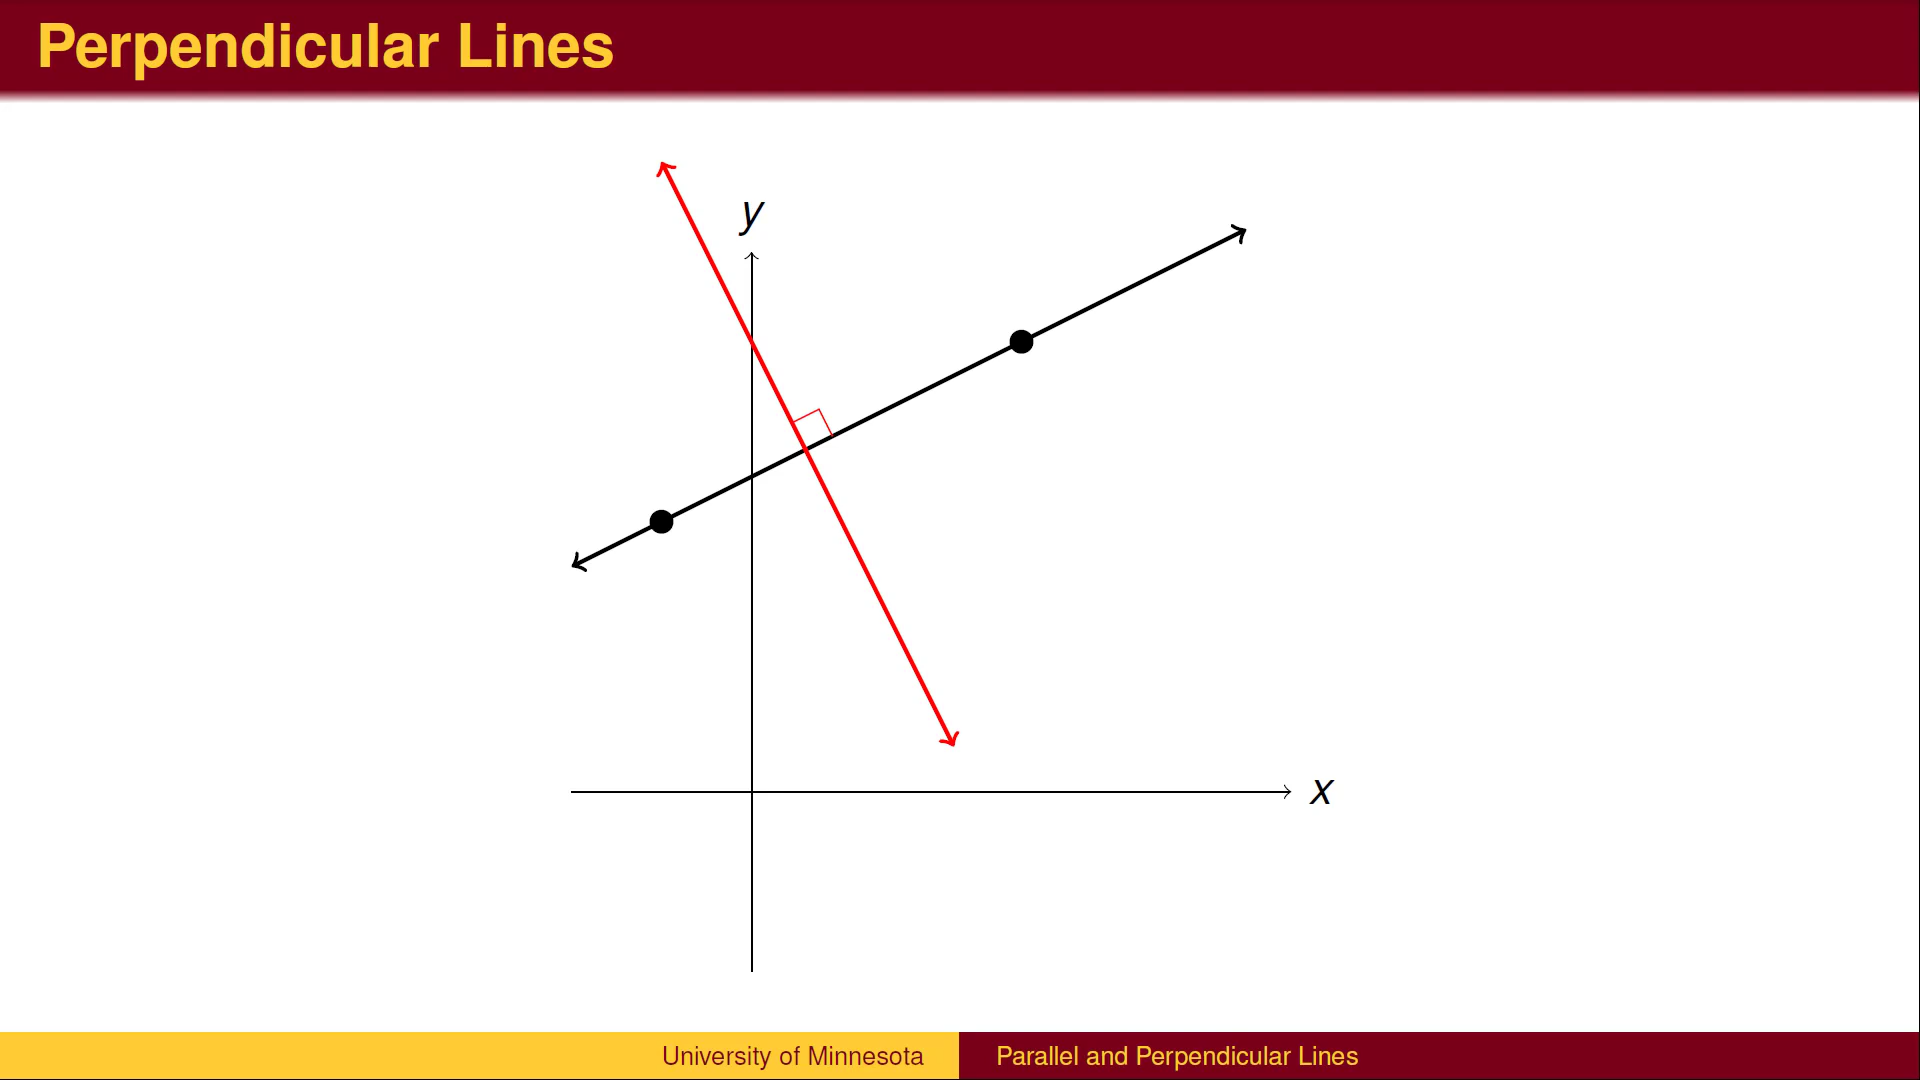 Perpendicular Lines
y
x
University of Minnesota
Parallel and Perpendicular Lines